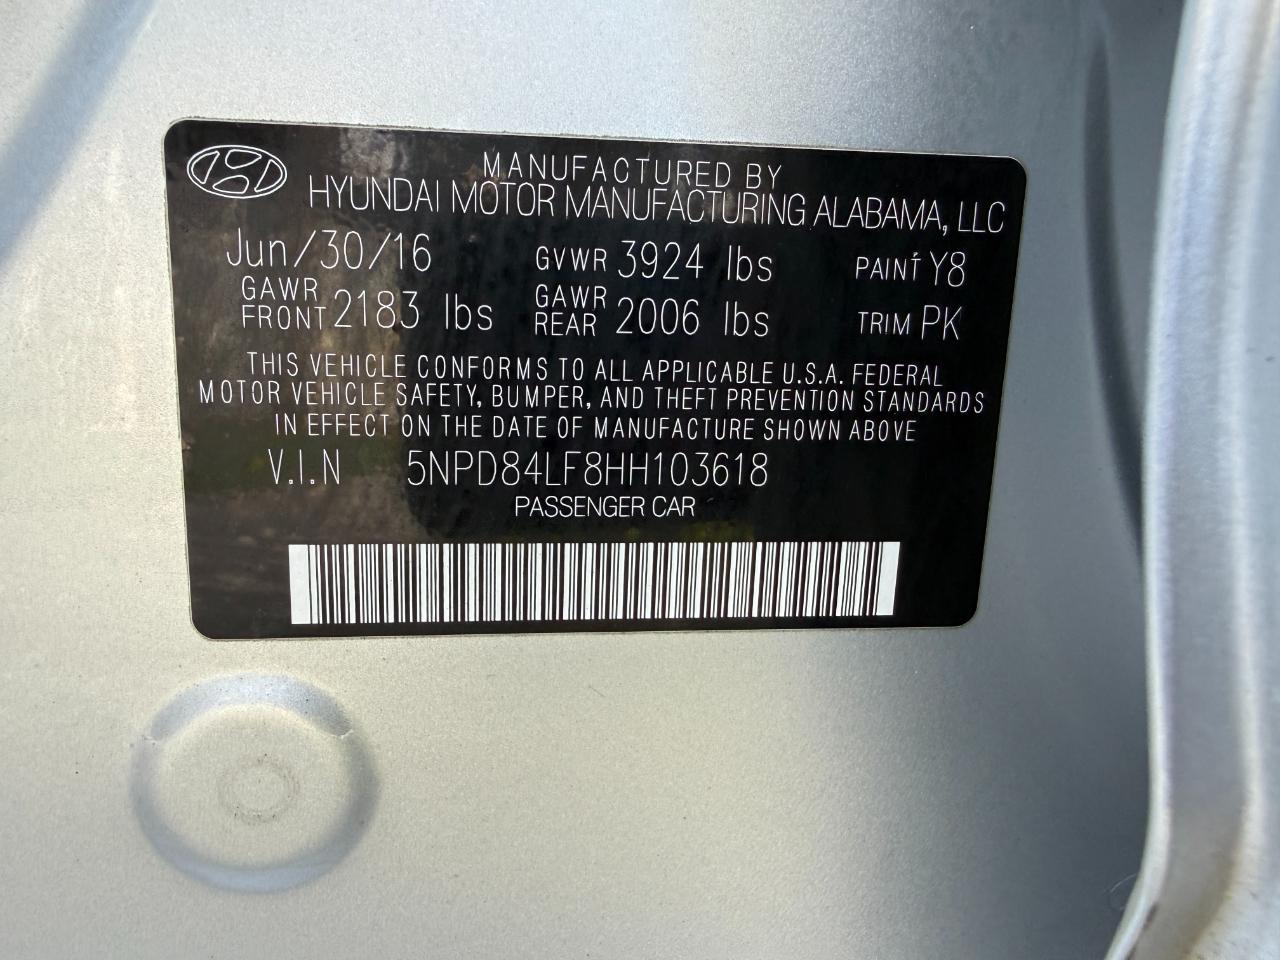 MANUFACTURED BY
HYUNDAI MOTOR MANUFACTURING ALABAMA, LLC
Jun/30/16 GVWR 3924 lbs PAINT Y8
GAWR FRONT 2183 lbs GAWR REAR 2006 lbs TRIM PK
THIS VEHICLE CONFORMS TO ALL APPLICABLE U.S.A. FEDERAL
MOTOR VEHICLE SAFETY, BUMPER, AND THEFT PREVENTION STANDARDS
IN EFFECT ON THE DATE OF MANUFACTURE SHOWN ABOVE
V.I.N 5NPD84LF8HH103618
PASSENGER CAR